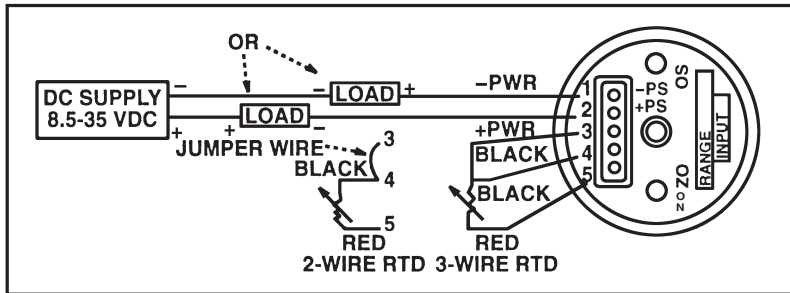 OR
− LOAD + −PWR
DC SUPPLY
8.5-35 VDC
−
+
+ LOAD −
+PWR
JUMPER WIRE
3
BLACK
4
5
RED
2-WIRE RTD
BLACK
BLACK
RED
3-WIRE RTD
1
2
3
4
5
−PS
+PS
OS
RANGE
INPUT
OZ
N O